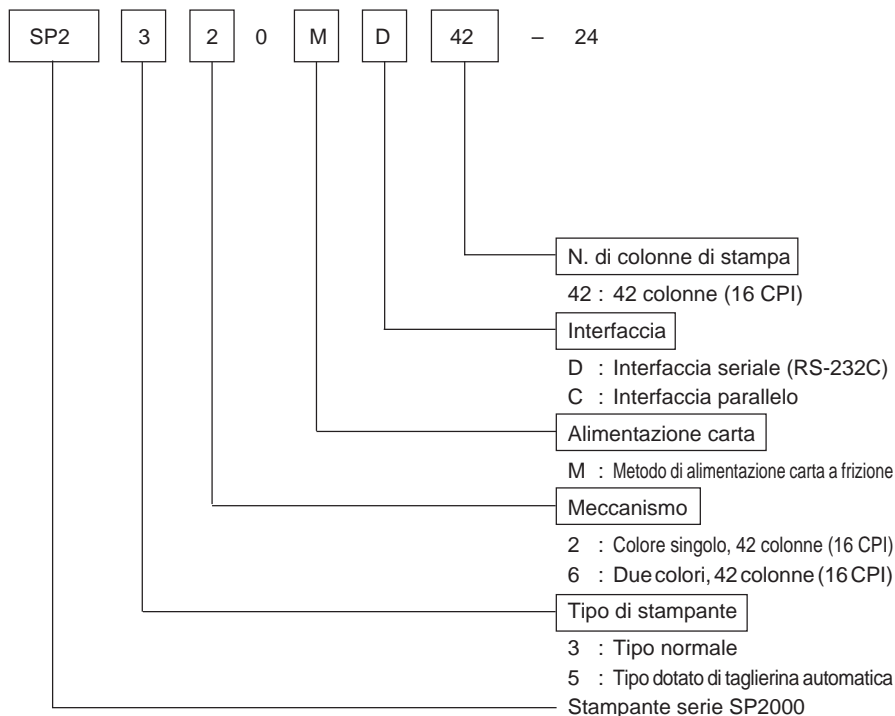 SP2 3 2 0 M D 42 – 24
N. di colonne di stampa
42 : 42 colonne (16 CPI)
Interfaccia
D : Interfaccia seriale (RS-232C)
C : Interfaccia parallelo
Alimentazione carta
M : Metodo di alimentazione carta a frizione
Meccanismo
2 : Colore singolo, 42 colonne (16 CPI)
6 : Due colori, 42 colonne (16 CPI)
Tipo di stampante
3 : Tipo normale
5 : Tipo dotato di taglierina automatica
Stampante serie SP2000